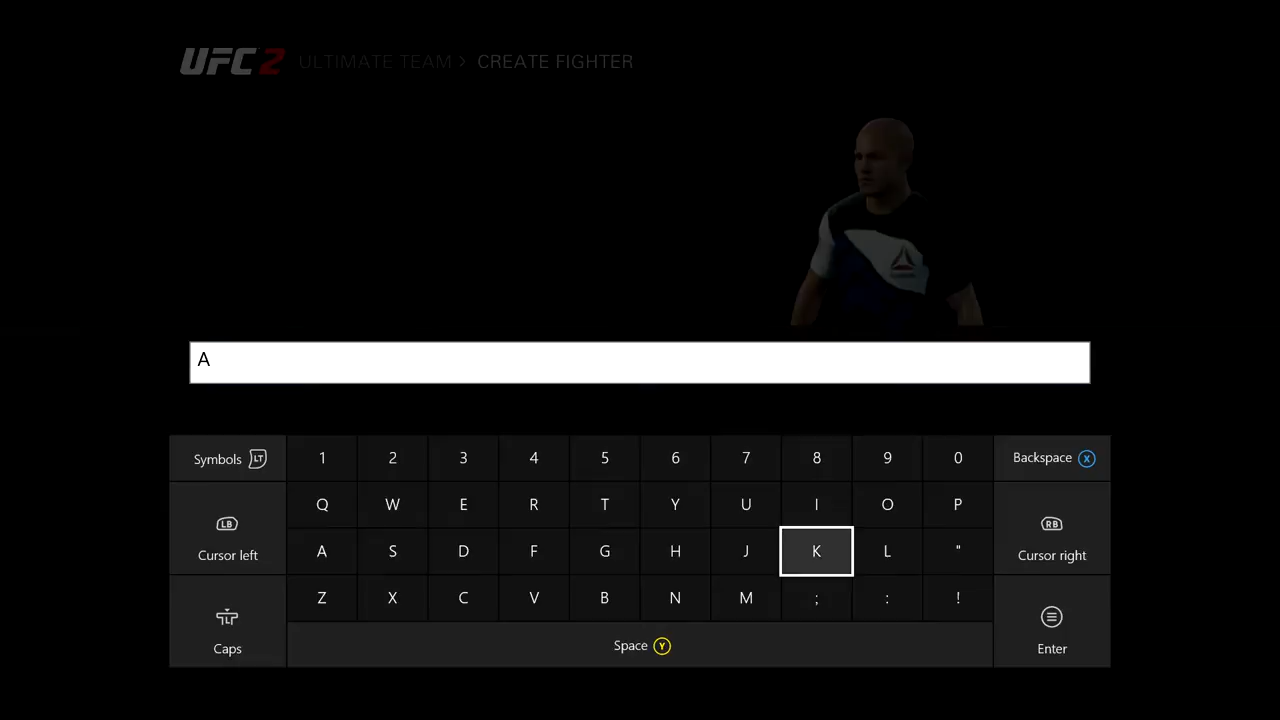 UFC 2 ULTIMATE TEAM > CREATE FIGHTER
A
Symbols LT 1 2 3 4 5 6 7 8 9 0 Backspace X
Q W E R T Y U I O P
LB Cursor left A S D F G H J K L " RB Cursor right
Z X C V B N M ; : !
LT Caps Space Y Enter